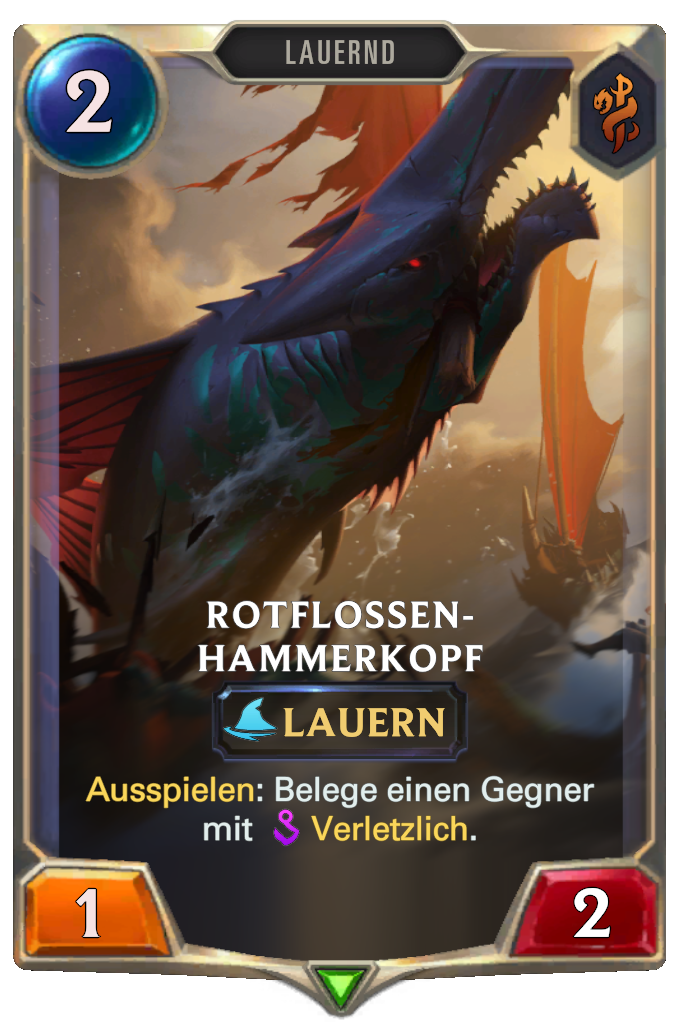 LAUERND
2
ROTFLOSSEN-
HAMMERKOPF
LAUERN
Ausspielen: Belege einen Gegner
mit Verletzlich.
1
2